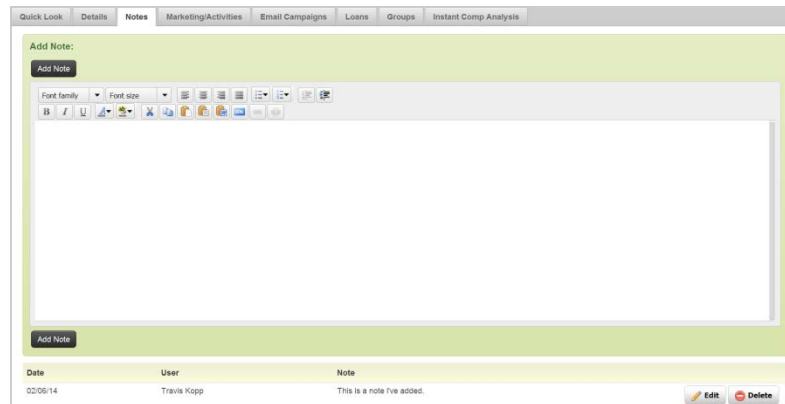 Quick Look Details Notes Marketing/Activities Email Campaigns Loans Groups Instant Comp Analysis
Add Note:
Add Note
Font family Font size
B I U
Add Note
Date User Note
02/06/14 Travis Kopp This is a note I've added. Edit Delete